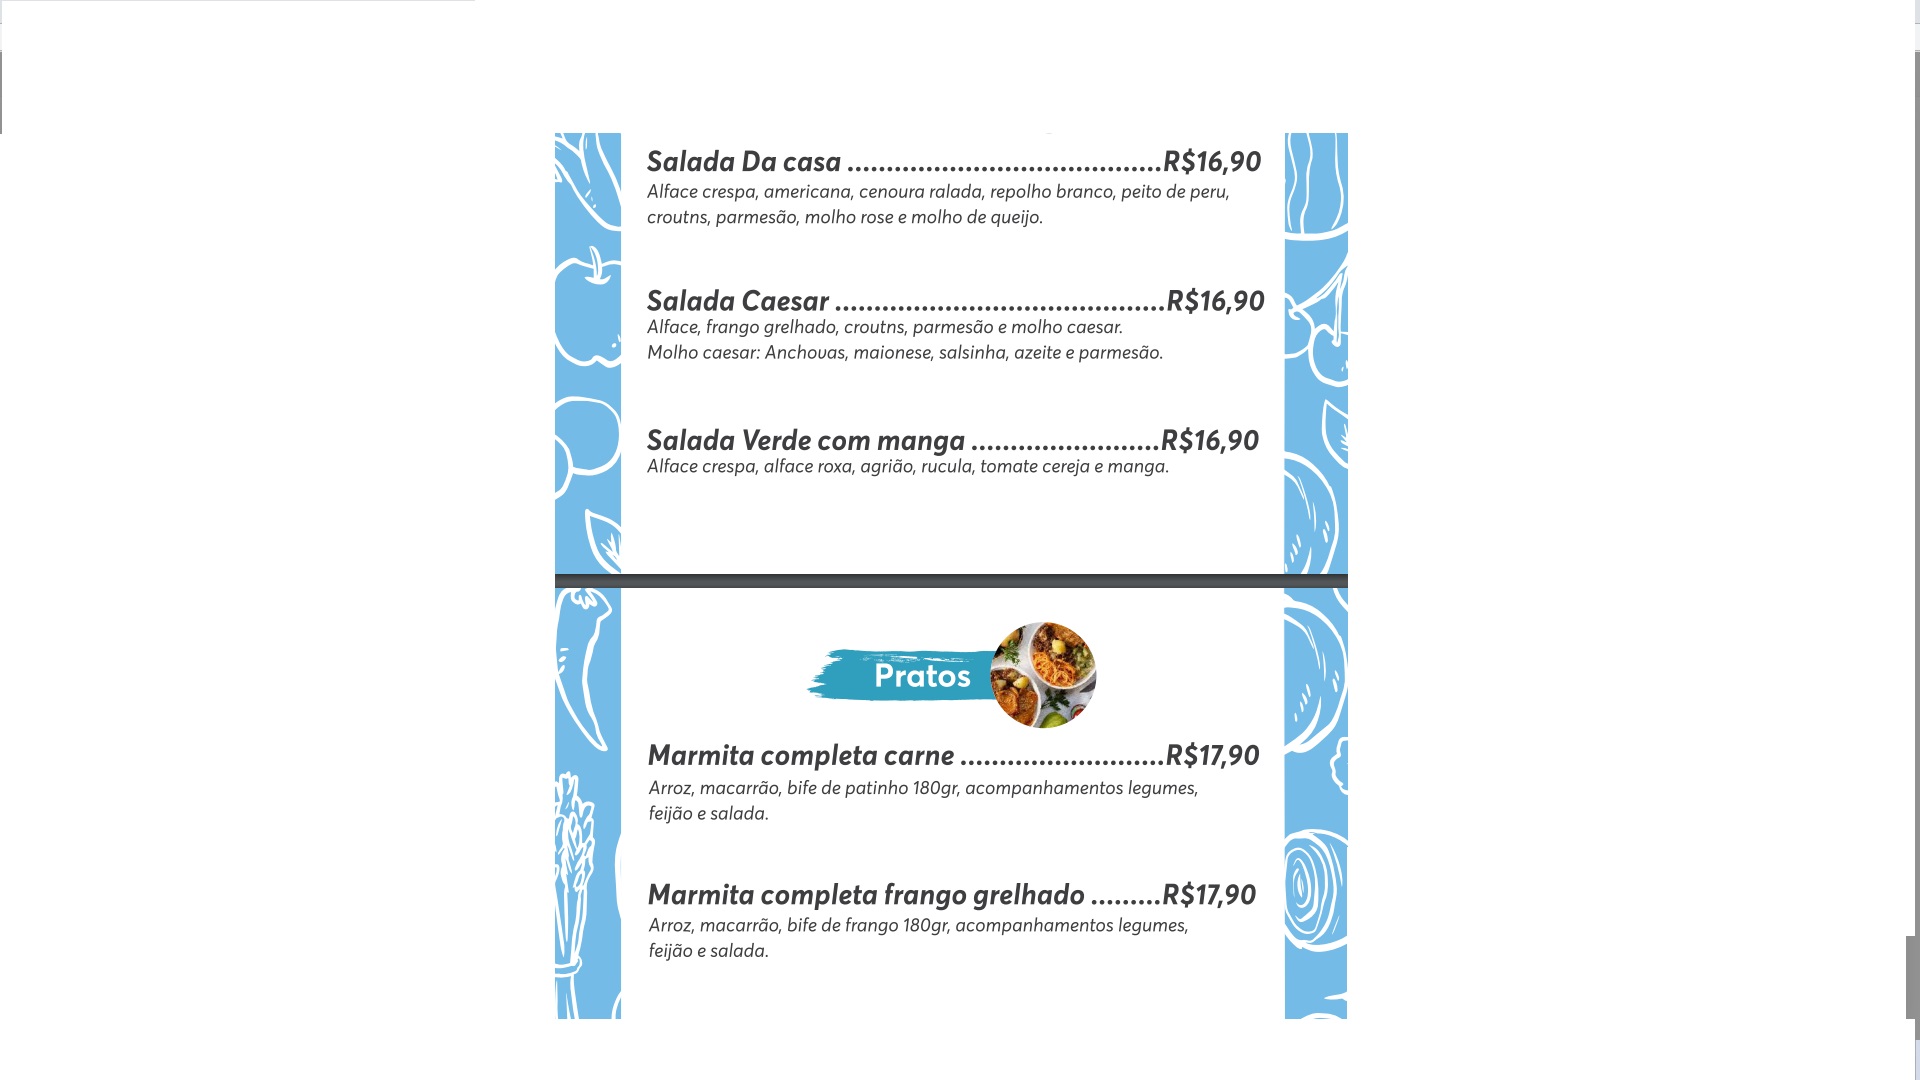 Salada Da casa ........................................R$16,90
Alface crespa, americana, cenoura ralada, repolho branco, peito de peru,
croutns, parmesão, molho rose e molho de queijo.
Salada Caesar ..........................................R$16,90
Alface, frango grelhado, croutns, parmesão e molho caesar.
Molho caesar: Anchovas, maionese, salsinha, azeite e parmesão.
Salada Verde com manga ........................R$16,90
Alface crespa, alface roxa, agrião, rucula, tomate cereja e manga.
Pratos
Marmita completa carne ..........................R$17,90
Arroz, macarrão, bife de patinho 180gr, acompanhamentos legumes,
feijão e salada.
Marmita completa frango grelhado .........R$17,90
Arroz, macarrão, bife de frango 180gr, acompanhamentos legumes,
feijão e salada.